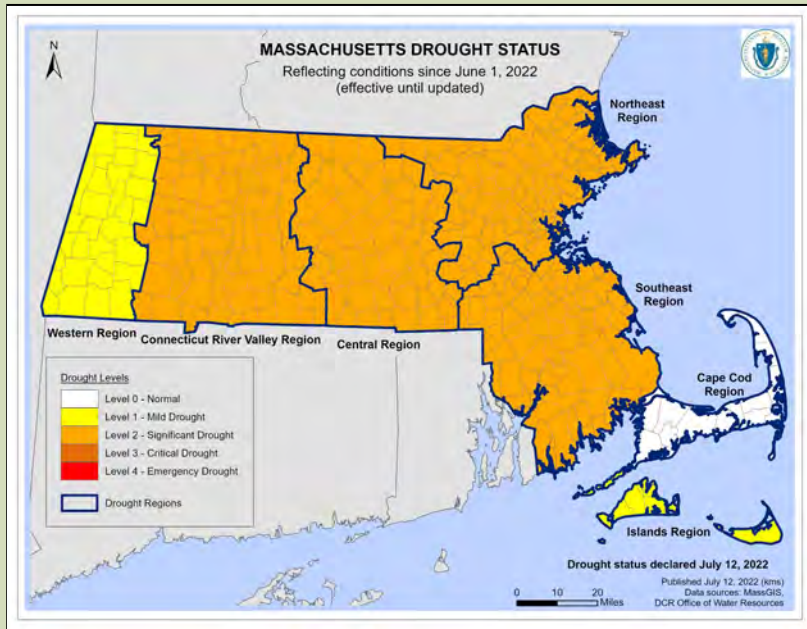 N
MASSACHUSETTS DROUGHT STATUS
Reflecting conditions since June 1, 2022
(effective until updated)
Northeast
Region
Southeast
Region
Cape Cod
Region
Western Region
Connecticut River Valley Region
Central Region
Islands Region
Drought Levels
Level 0 - Normal
Level 1 - Mild Drought
Level 2 - Significant Drought
Level 3 - Critical Drought
Level 4 - Emergency Drought
Drought Regions
Drought status declared July 12, 2022
Published July 12, 2022 (kms)
Data sources: MassGIS,
DCR Office of Water Resources
0 10 20
Miles